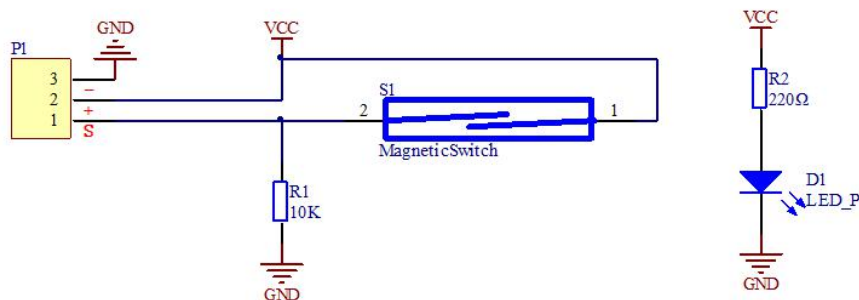 P1
GND
3
−
2
+
1
S
VCC
S1
2
1
MagneticSwitch
R1
10K
GND
VCC
R2
220Ω
D1
LED_P
GND